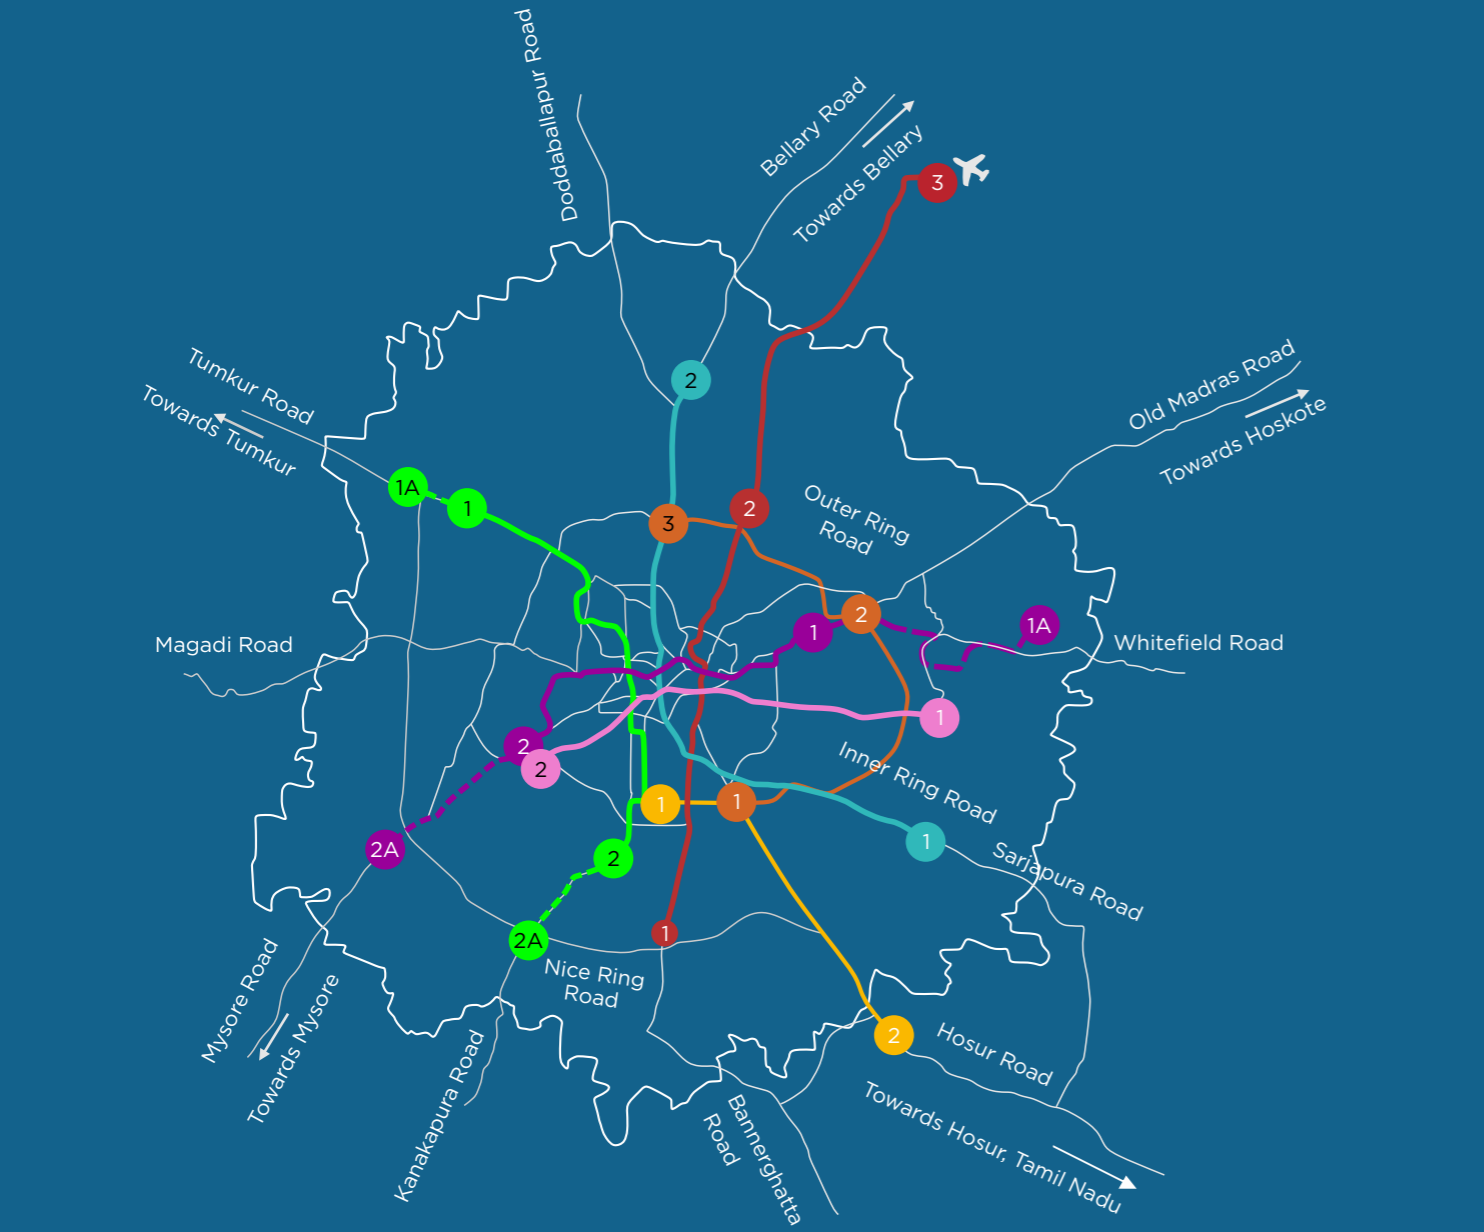 Doddaballapur Road
Bellary Road
Towards Bellary
3
Tumkur Road
Towards Tumkur
Old Madras Road
Towards Hoskote
2
1A
1
3
2
Outer Ring
Road
2
1
1A
Magadi Road
Whitefield Road
1
2
2
Inner Ring Road
1
1
1
2A
2
Sarjapura Road
2A
1
Nice Ring
Road
Mysore Road
Towards Mysore
Kanakapura Road
2
Hosur Road
Towards Hosur, Tamil Nadu
Bannerghatta
Road